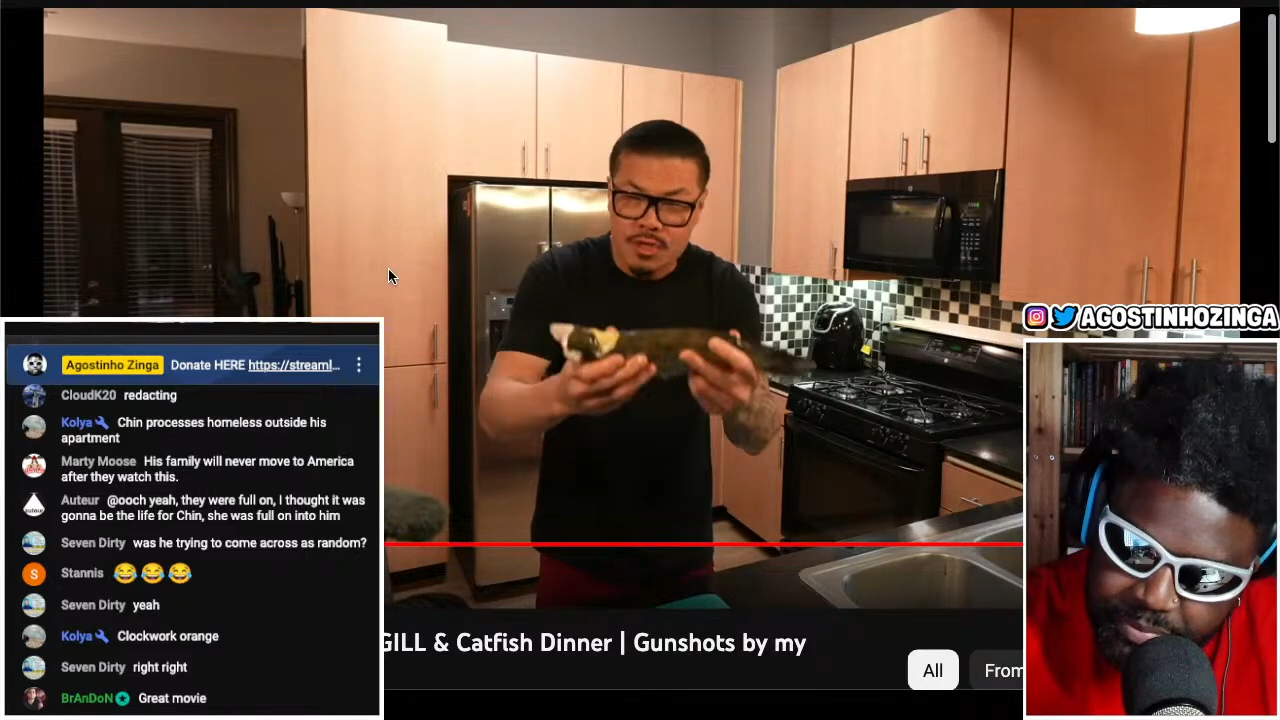 AGOSTINHOZINGA
Agostinho Zinga Donate HERE https://streaml...
CloudK20 redacting
Kolya Chin processes homeless outside his
apartment
Marty Moose His family will never move to America
after they watch this.
Auteur @ooch yeah, they were full on, I thought it was
gonna be the life for Chin, she was full on into him
Seven Dirty was he trying to come across as random?
S Stannis 😂😂😂
Seven Dirty yeah
Kolya Clockwork orange
Seven Dirty right right
BrAnDoN Great movie
GILL & Catfish Dinner | Gunshots by my
All From